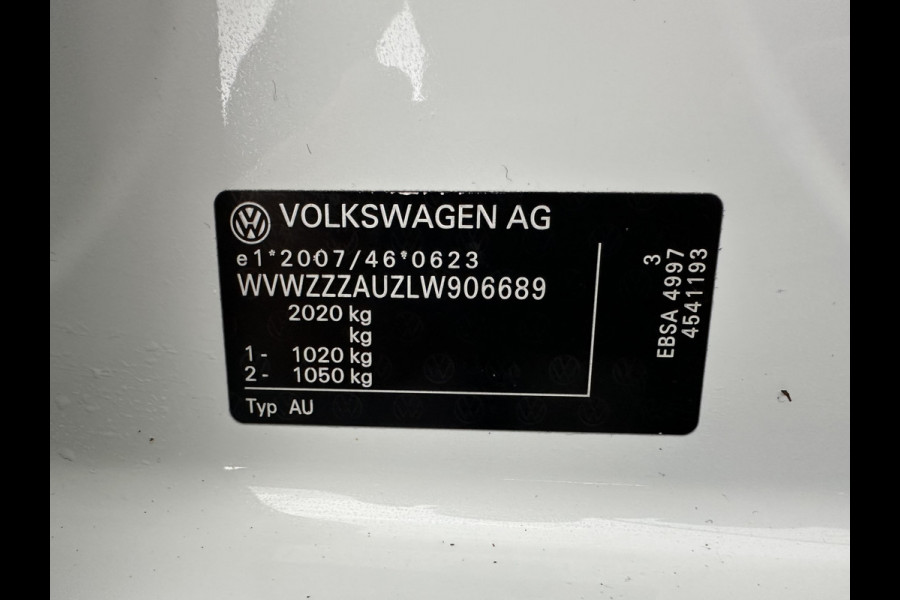 VOLKSWAGEN AG
e1*2007/46*0623
WVWZZZAUZLW906689
2020 kg
kg
1 - 1020 kg
2 - 1050 kg
Typ AU
3
EBSA 4997
4541193